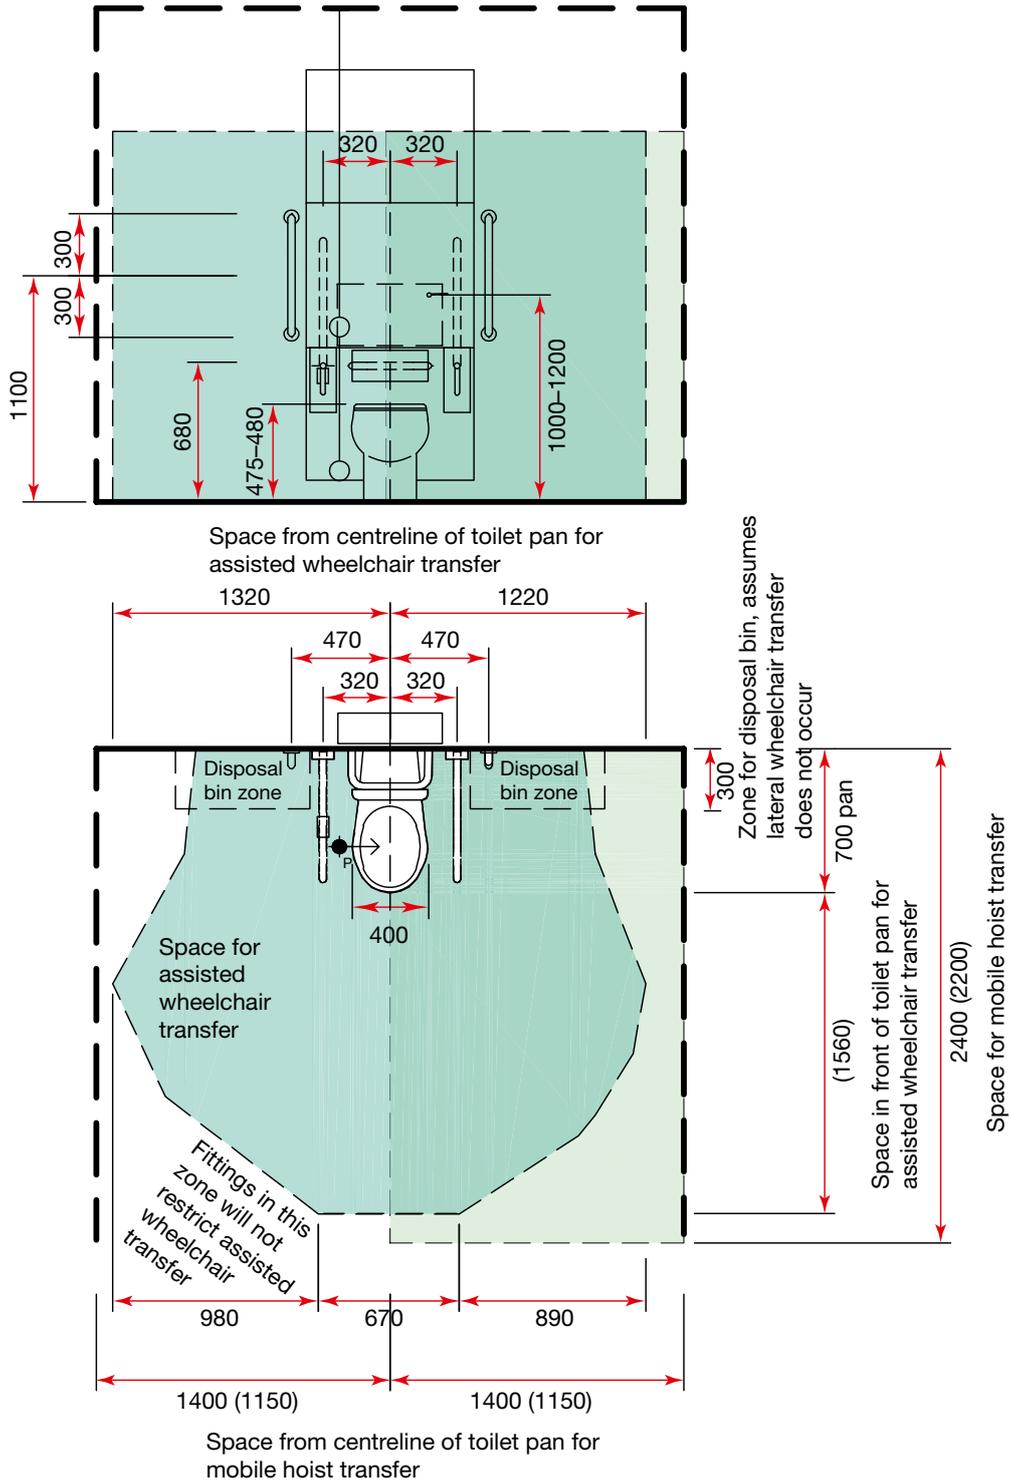 320
320
300
300
1100
680
475–480
1000–1200
Space from centreline of toilet pan for
assisted wheelchair transfer
1320
1220
470
470
320
320
Zone for disposal bin, assumes
lateral wheelchair transfer
does not occur
Disposal
bin zone
Disposal
bin zone
300
700 pan
P
400
Space for
assisted
wheelchair
transfer
(1560)
Space in front of toilet pan for
assisted wheelchair transfer
2400 (2200)
Space for mobile hoist transfer
Fittings in this
zone will not
restrict assisted
wheelchair
transfer
980
670
890
1400 (1150)
1400 (1150)
Space from centreline of toilet pan for
mobile hoist transfer